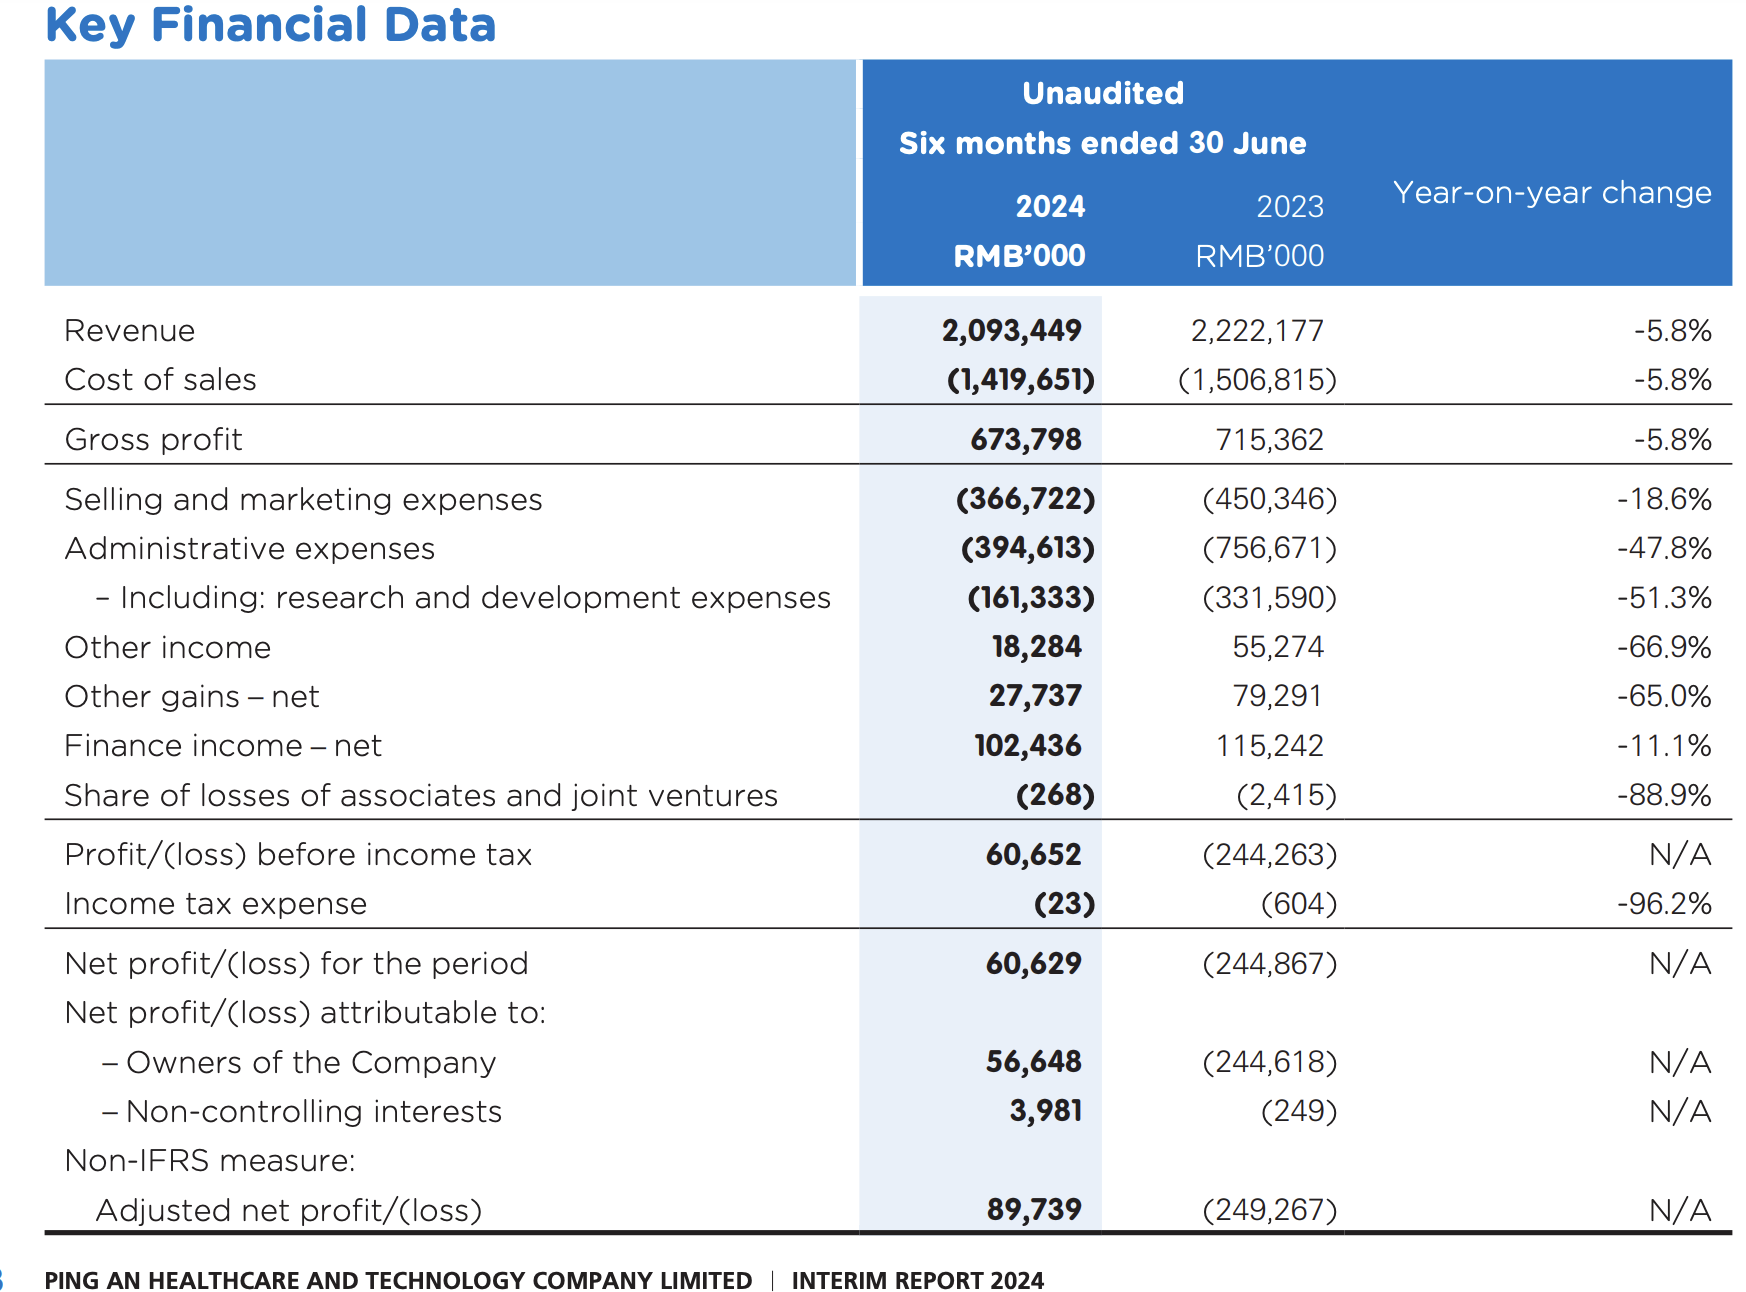 Key Financial Data
Unaudited
Six months ended 30 June
2024 2023 Year-on-year change
RMB’000 RMB’000
Revenue 2,093,449 2,222,177 -5.8%
Cost of sales (1,419,651) (1,506,815) -5.8%
Gross profit 673,798 715,362 -5.8%
Selling and marketing expenses (366,722) (450,346) -18.6%
Administrative expenses (394,613) (756,671) -47.8%
– Including: research and development expenses (161,333) (331,590) -51.3%
Other income 18,284 55,274 -66.9%
Other gains – net 27,737 79,291 -65.0%
Finance income – net 102,436 115,242 -11.1%
Share of losses of associates and joint ventures (268) (2,415) -88.9%
Profit/(loss) before income tax 60,652 (244,263) N/A
Income tax expense (23) (604) -96.2%
Net profit/(loss) for the period 60,629 (244,867) N/A
Net profit/(loss) attributable to:
– Owners of the Company 56,648 (244,618) N/A
– Non-controlling interests 3,981 (249) N/A
Non-IFRS measure:
Adjusted net profit/(loss) 89,739 (249,267) N/A
PING AN HEALTHCARE AND TECHNOLOGY COMPANY LIMITED | INTERIM REPORT 2024